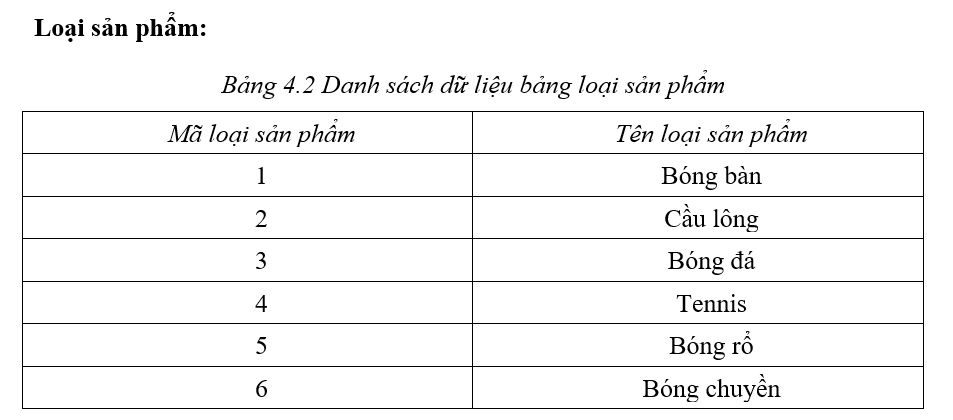 Loại sản phẩm:
Bảng 4.2 Danh sách dữ liệu bảng loại sản phẩm
Mã loại sản phẩm Tên loại sản phẩm
1 Bóng bàn
2 Cầu lông
3 Bóng đá
4 Tennis
5 Bóng rổ
6 Bóng chuyền